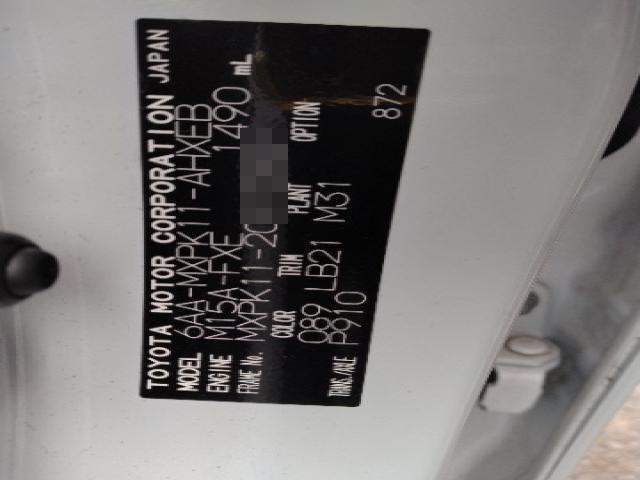 TOYOTA MOTOR CORPORATION JAPAN
MODEL 6AA-MXPK11-AHXEB
ENGINE M15A-FXE 1490 mL
FRAME No. MXPK11-20
COLOR TRIM PLANT OPTION
089 LB21 M31
TRANS/AXLE P910 872